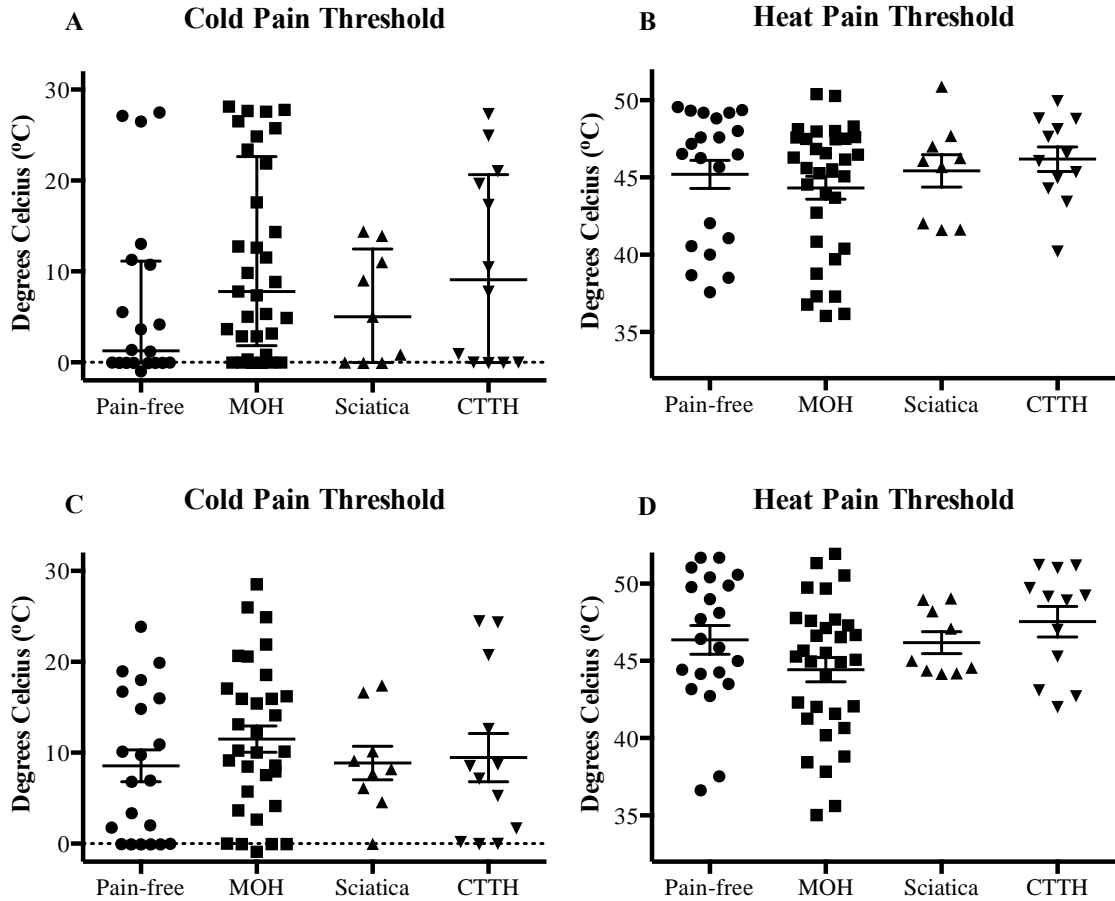 A
Cold Pain Threshold
Degrees Celcius (ºC)
30
20
10
0
Pain-free MOH Sciatica CTTH
B
Heat Pain Threshold
Degrees Celcius (ºC)
50
45
40
35
Pain-free MOH Sciatica CTTH
C
Cold Pain Threshold
Degrees Celcius (ºC)
30
20
10
0
Pain-free MOH Sciatica CTTH
D
Heat Pain Threshold
Degrees Celcius (ºC)
50
45
40
35
Pain-free MOH Sciatica CTTH